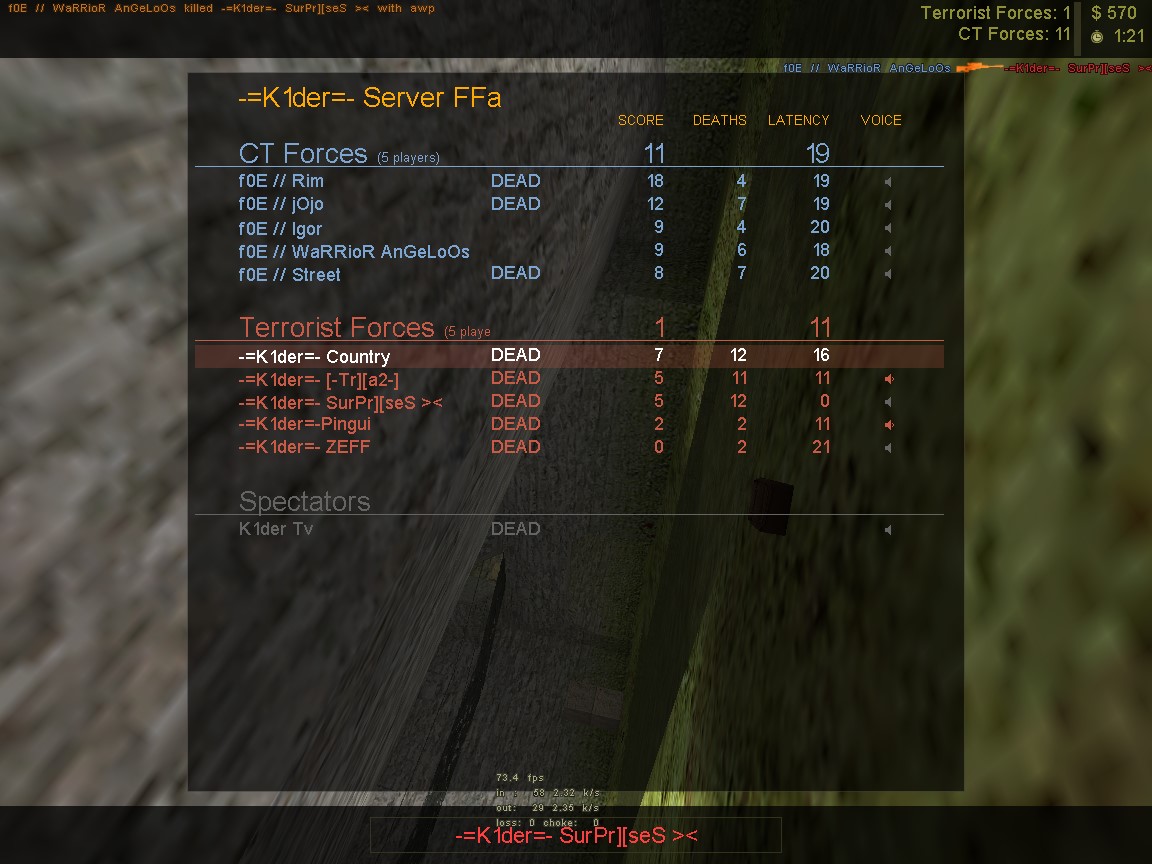 f0E // WaRRioR AnGeLoOs killed -=K1der=- SurPr][seS >< with awp
Terrorist Forces: 1 $ 570
CT Forces: 11 1:21
f0E // WaRRioR AnGeLoOs -=K1der=- SurPr][seS ><
-=K1der=- Server FFa
SCORE DEATHS LATENCY VOICE
CT Forces (5 players) 11 19
f0E // Rim DEAD 18 4 19
f0E // jOjo DEAD 12 7 19
f0E // Igor 9 4 20
f0E // WaRRioR AnGeLoOs 9 6 18
f0E // Street DEAD 8 7 20
Terrorist Forces (5 playe 1 11
-=K1der=- Country DEAD 7 12 16
-=K1der=- [-Tr][a2-] DEAD 5 11 11
-=K1der=- SurPr][seS >< DEAD 5 12 0
-=K1der=-Pingui DEAD 2 2 11
-=K1der=- ZEFF DEAD 0 2 21
Spectators
K1der Tv DEAD
73.4 fps
in : 58 2.32 k/s
out: 29 2.35 k/s
loss: 0 choke: 0
-=K1der=- SurPr][seS ><